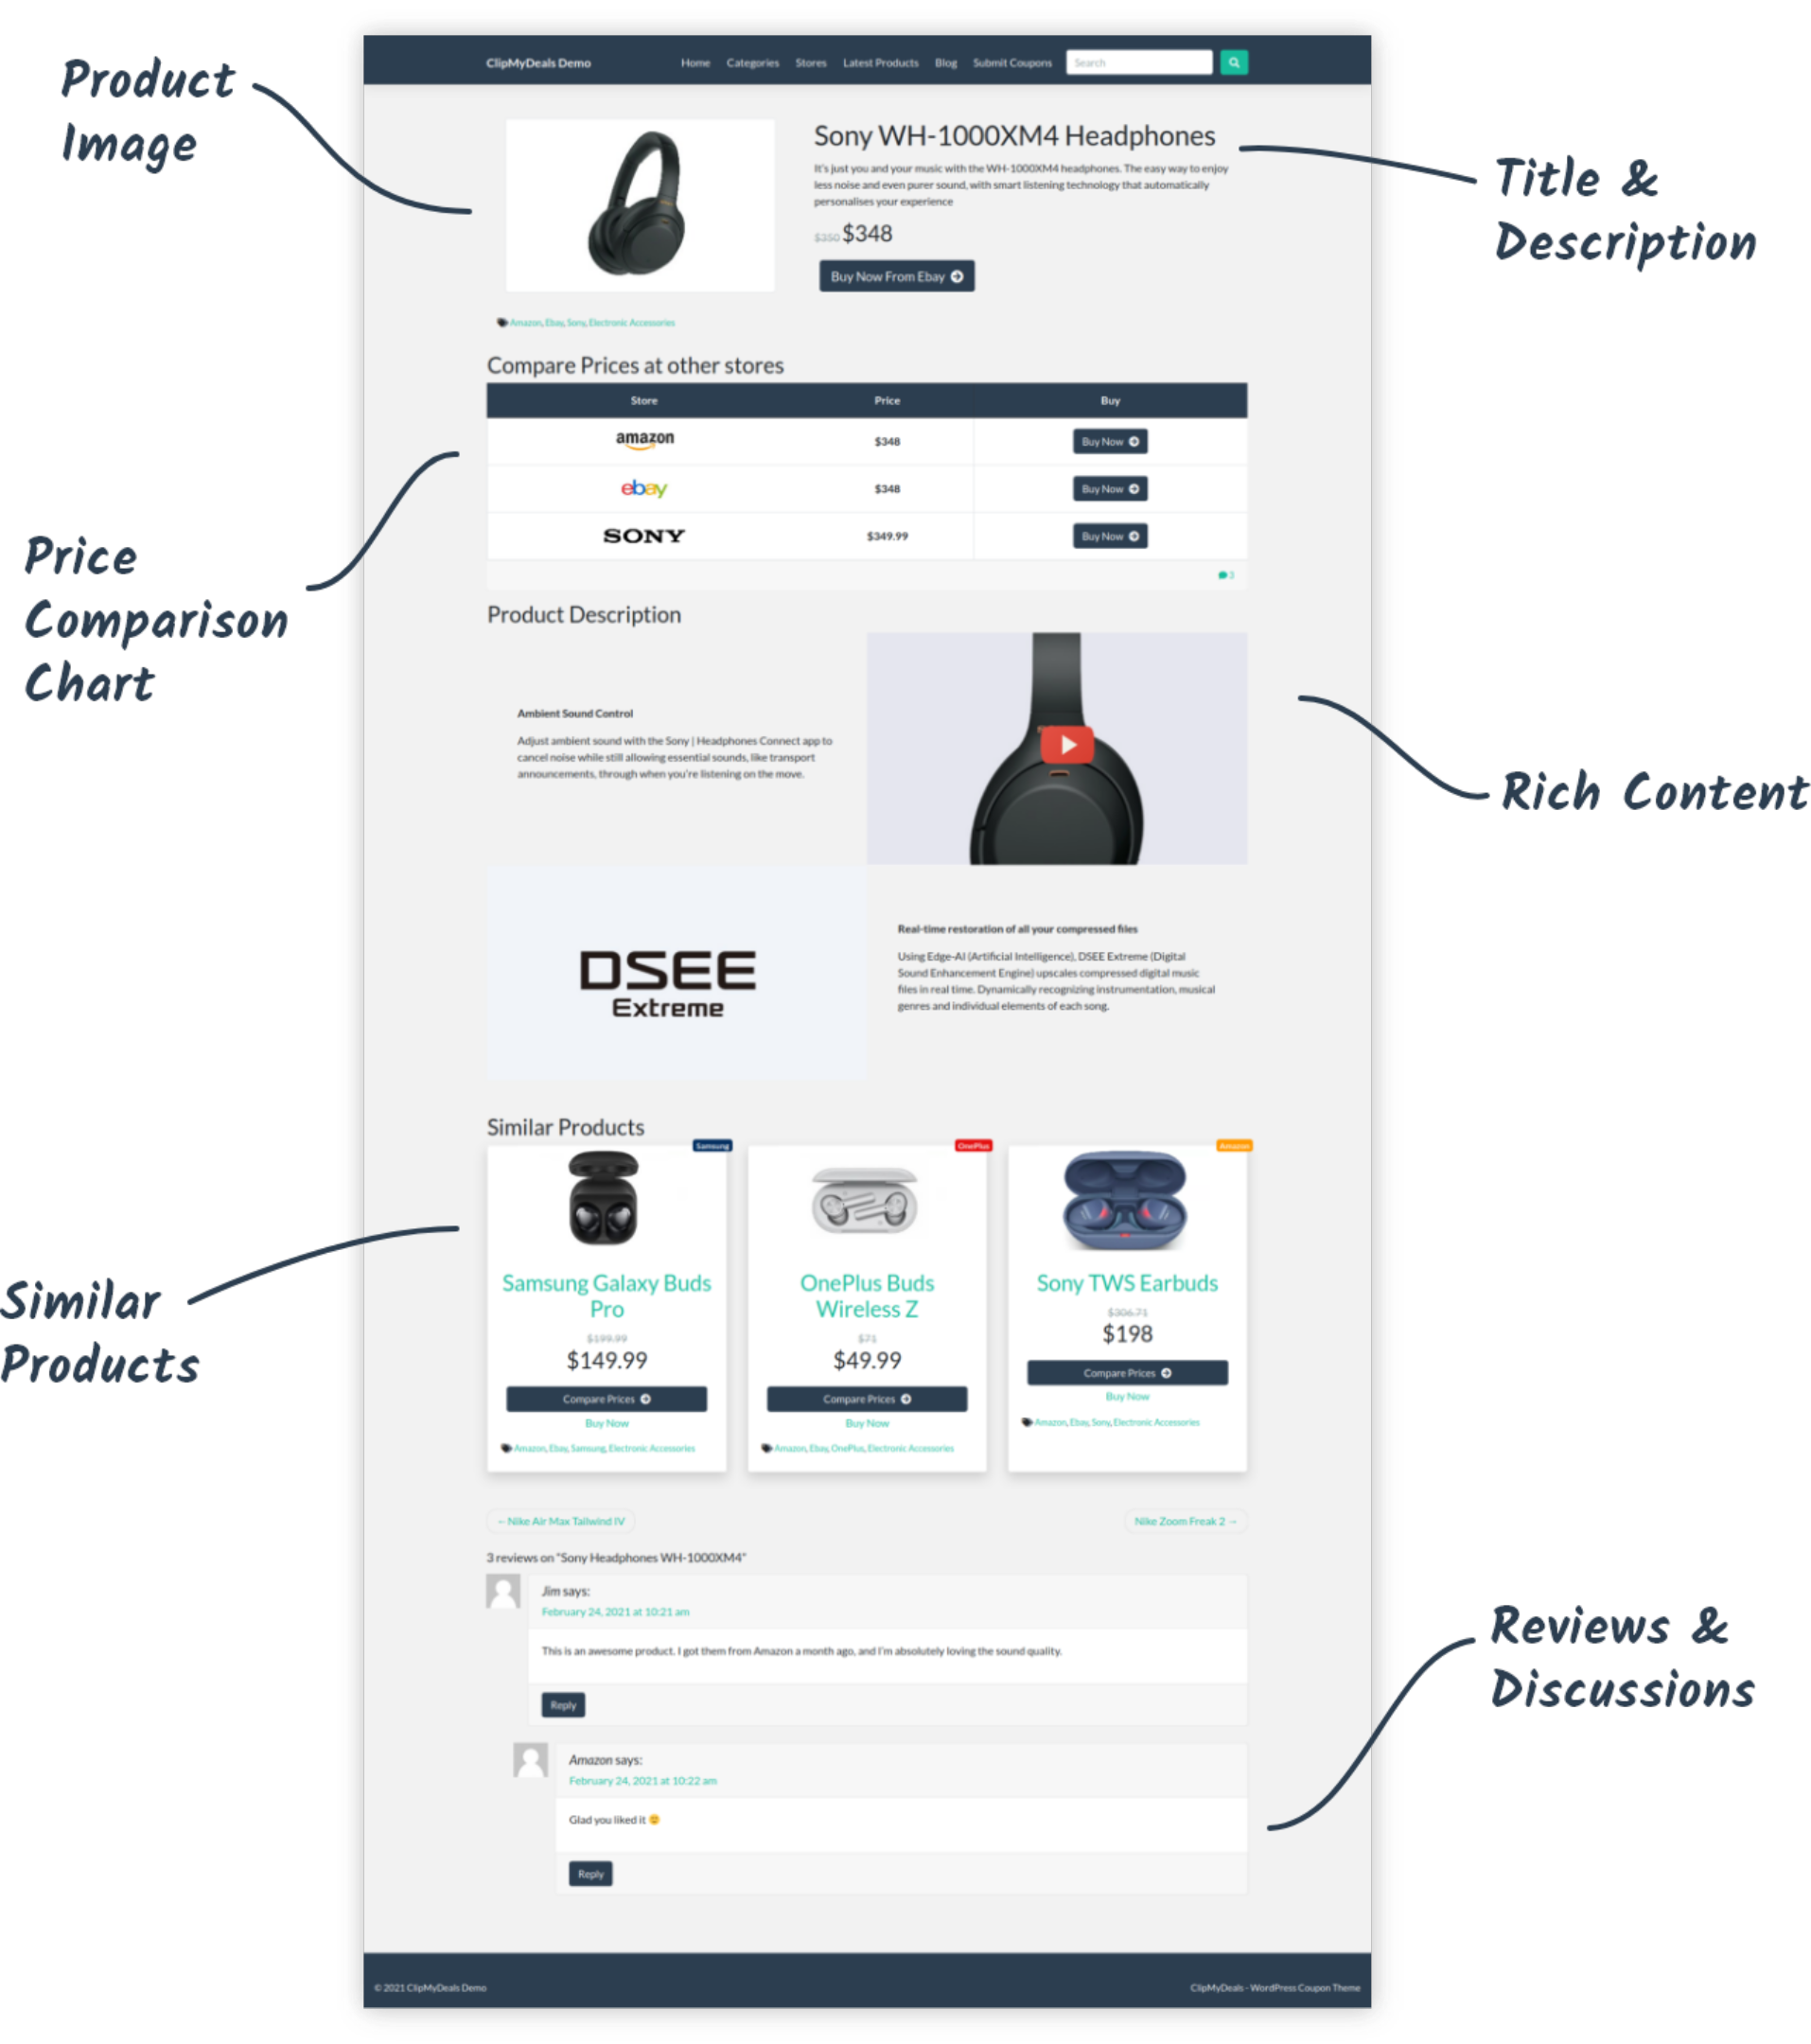 Product
Image
Title &
Description
Price
Comparison
Chart
Rich Content
Similar
Products
Reviews &
Discussions
ClipMyDeals Demo Home Categories Stores Latest Products Blog Submit Coupons Search
Sony WH-1000XM4 Headphones
It's just you and your music with the WH-1000XM4 headphones. The easy way to enjoy
less noise and even purer sound, with smart listening technology that automatically
personalises your experience
$350 $348
Buy Now From Ebay
Amazon, Ebay, Sony, Electronic Accessories
Compare Prices at other stores
Store Price Buy
amazon $348 Buy Now
ebay $348 Buy Now
SONY $349.99 Buy Now
3
Product Description
Ambient Sound Control
Adjust ambient sound with the Sony | Headphones Connect app to
cancel noise while still allowing essential sounds, like transport
announcements, through when you're listening on the move.
DSEE
Extreme
Real-time restoration of all your compressed files
Using Edge-AI (Artificial Intelligence), DSEE Extreme (Digital
Sound Enhancement Engine) upscales compressed digital music
files in real time. Dynamically recognizing instrumentation, musical
genres and individual elements of each song.
Similar Products
Samsung
Samsung Galaxy Buds
Pro
$199.99
$149.99
Compare Prices
Buy Now
Amazon, Ebay, Samsung, Electronic Accessories
OnePlus
OnePlus Buds
Wireless Z
$71
$49.99
Compare Prices
Buy Now
Amazon, Ebay, OnePlus, Electronic Accessories
Amazon
Sony TWS Earbuds
$306.71
$198
Compare Prices
Buy Now
Amazon, Ebay, Sony, Electronic Accessories
← Nike Air Max Tailwind IV
Nike Zoom Freak 2 →
3 reviews on "Sony Headphones WH-1000XM4"
Jim says:
February 24, 2021 at 10:21 am
This is an awesome product. I got them from Amazon a month ago, and I'm absolutely loving the sound quality.
Reply
Amazon says:
February 24, 2021 at 10:22 am
Glad you liked it 🙂
Reply
© 2021 ClipMyDeals Demo
ClipMyDeals - WordPress Coupon Theme